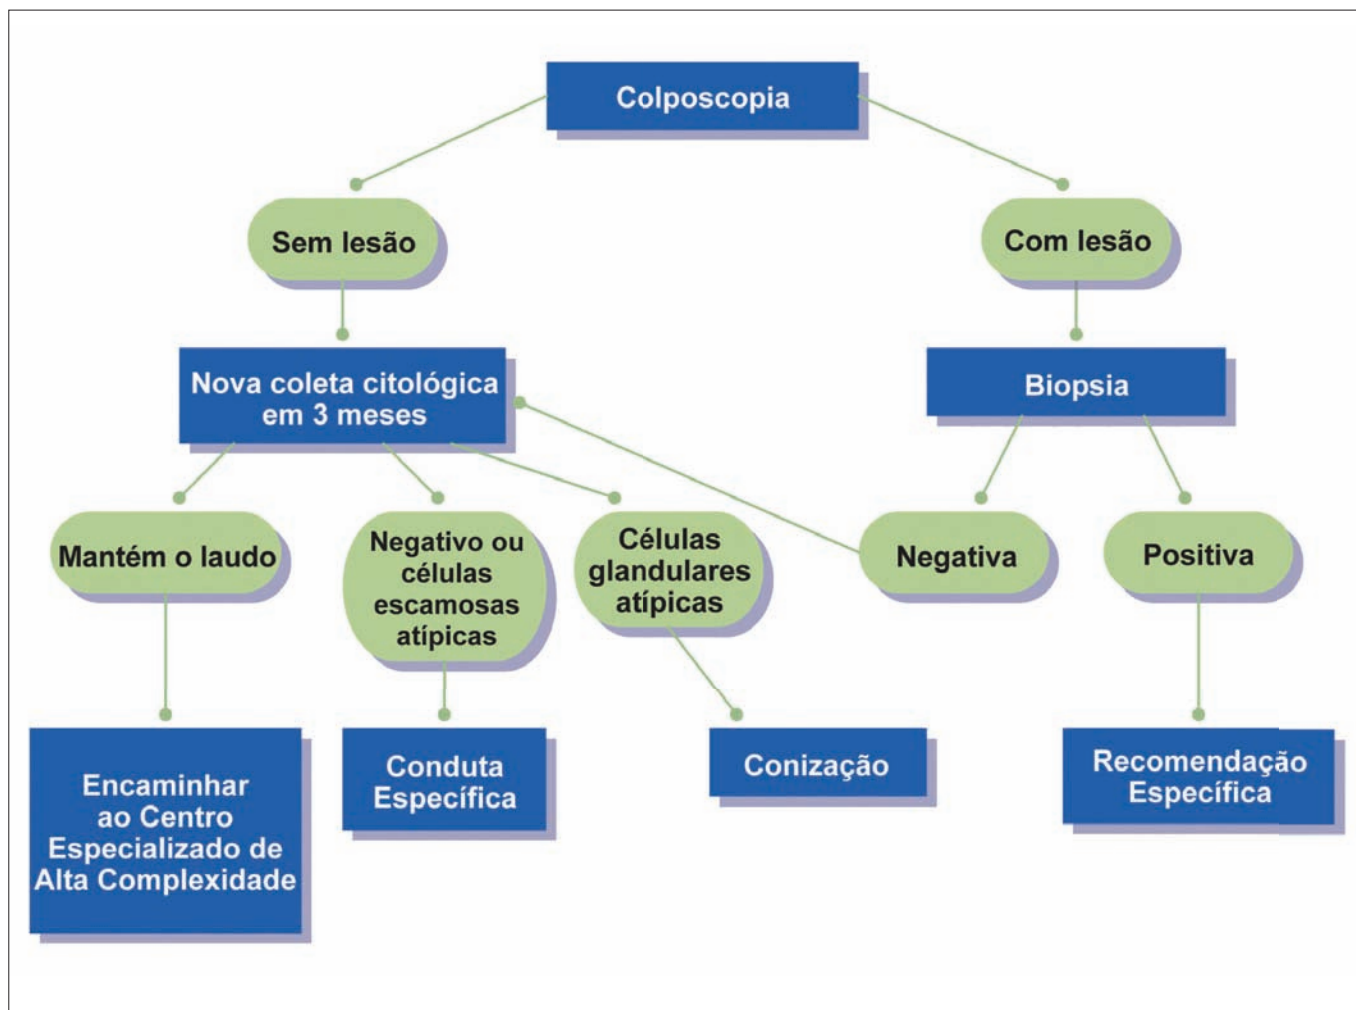 Colposcopia
Sem lesão
Com lesão
Nova coleta citológica
em 3 meses
Biopsia
Mantém o laudo
Negativo ou
células
escamosas
atípicas
Células
glandulares
atípicas
Negativa
Positiva
Encaminhar
ao Centro
Especializado de
Alta Complexidade
Conduta
Específica
Conização
Recomendação
Específica